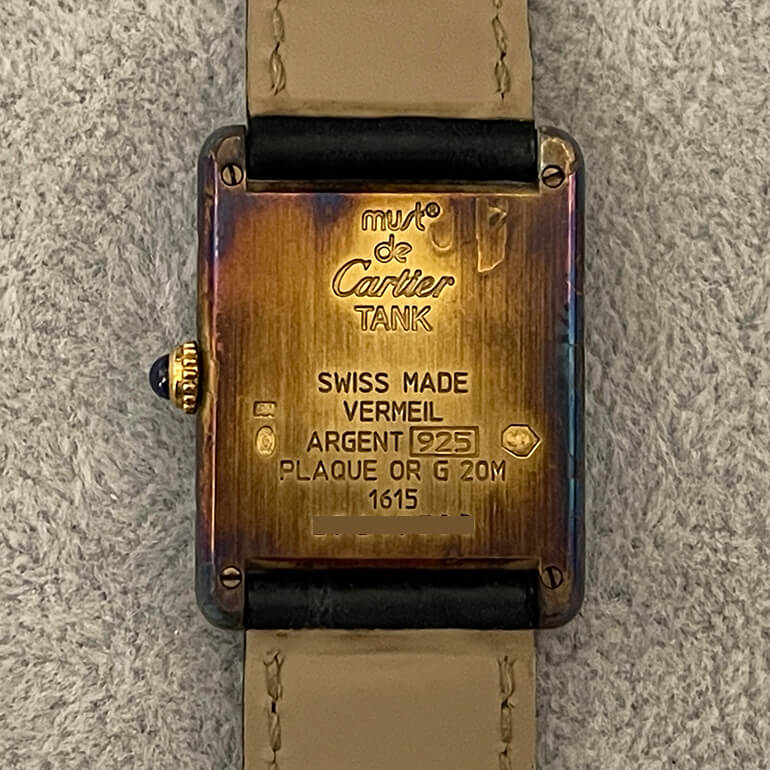 must®
de
Cartier
TANK
SWISS MADE
VERMEIL
ARGENT 925
PLAQUE OR G 20M
1615